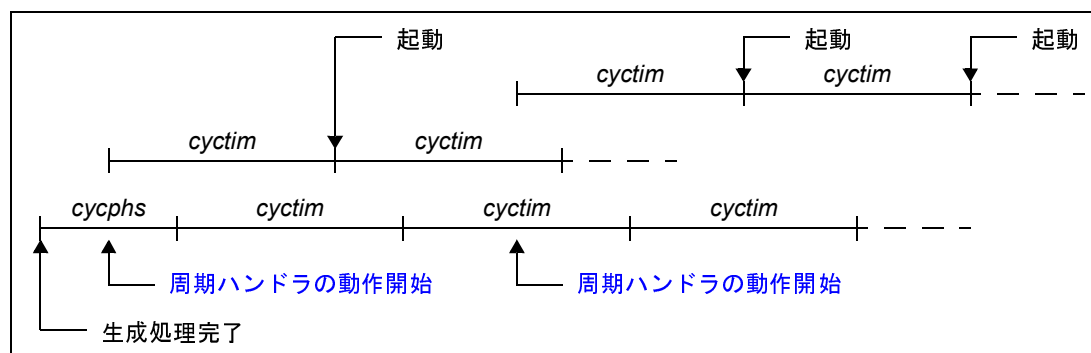 起動
起動
起動
cyctim
cyctim
cyctim
cyctim
cycphs
cyctim
cyctim
cyctim
周期ハンドラの動作開始
周期ハンドラの動作開始
生成処理完了